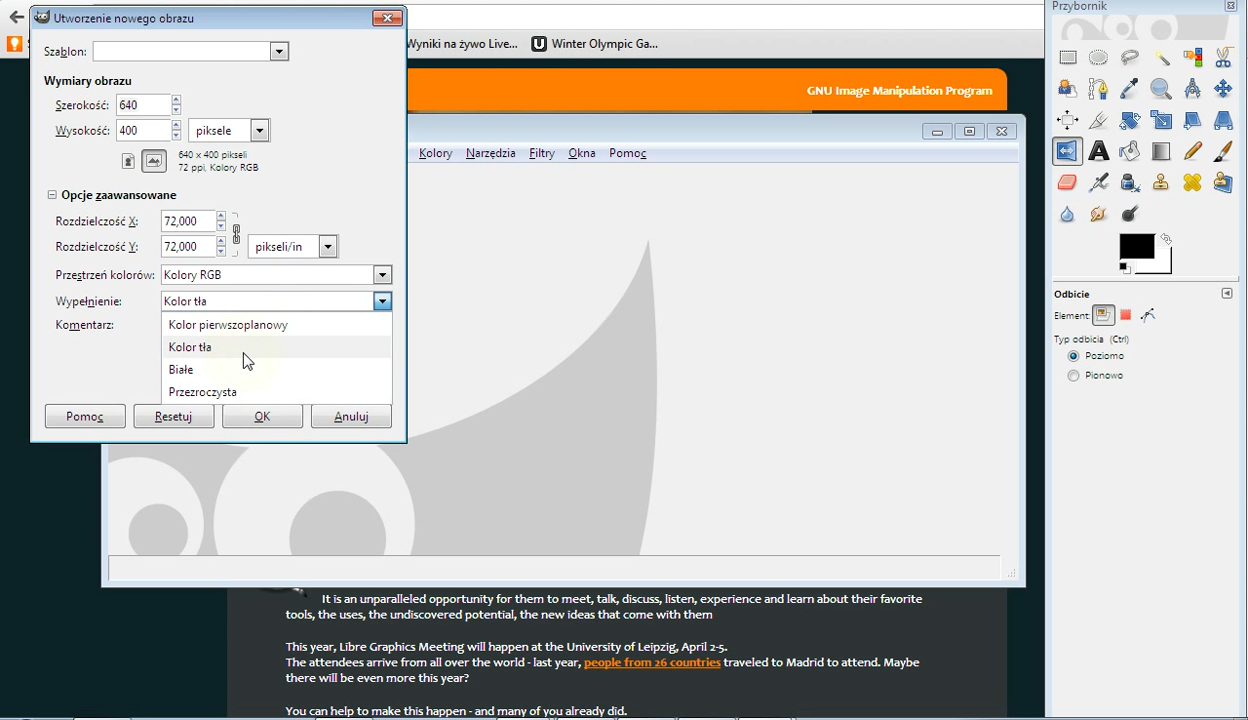 Utworzenie nowego obrazu
Szablon:
Wymiary obrazu
Szerokość: 640
Wysokość: 400 piksele
640 x 400 pikseli
72 ppi, Kolory RGB
Opcje zaawansowane
Rozdzielczość X: 72,000
Rozdzielczość Y: 72,000 pikseli/in
Przestrzeń kolorów: Kolory RGB
Wypełnienie: Kolor tła
Komentarz:
Kolor pierwszoplanowy
Kolor tła
Białe
Przezroczysta
Pomoc Resetuj OK Anuluj
Wyniki na żywo Live... Winter Olympic Ga...
GNU Image Manipulation Program
Kolory Narzędzia Filtry Okna Pomoc
It is an unparalleled opportunity for them to meet, talk, discuss, listen, experience and learn about their favorite
tools, the uses, the undiscovered potential, the new ideas that come with them
This year, Libre Graphics Meeting will happen at the University of Leipzig, April 2-5.
The attendees arrive from all over the world - last year, people from 26 countries traveled to Madrid to attend. Maybe
there will be even more this year?
You can help to make this happen - and many of you already did.
Przybornik
Odbicie
Element:
Typ odbicia (Ctrl)
Poziomo
Pionowo